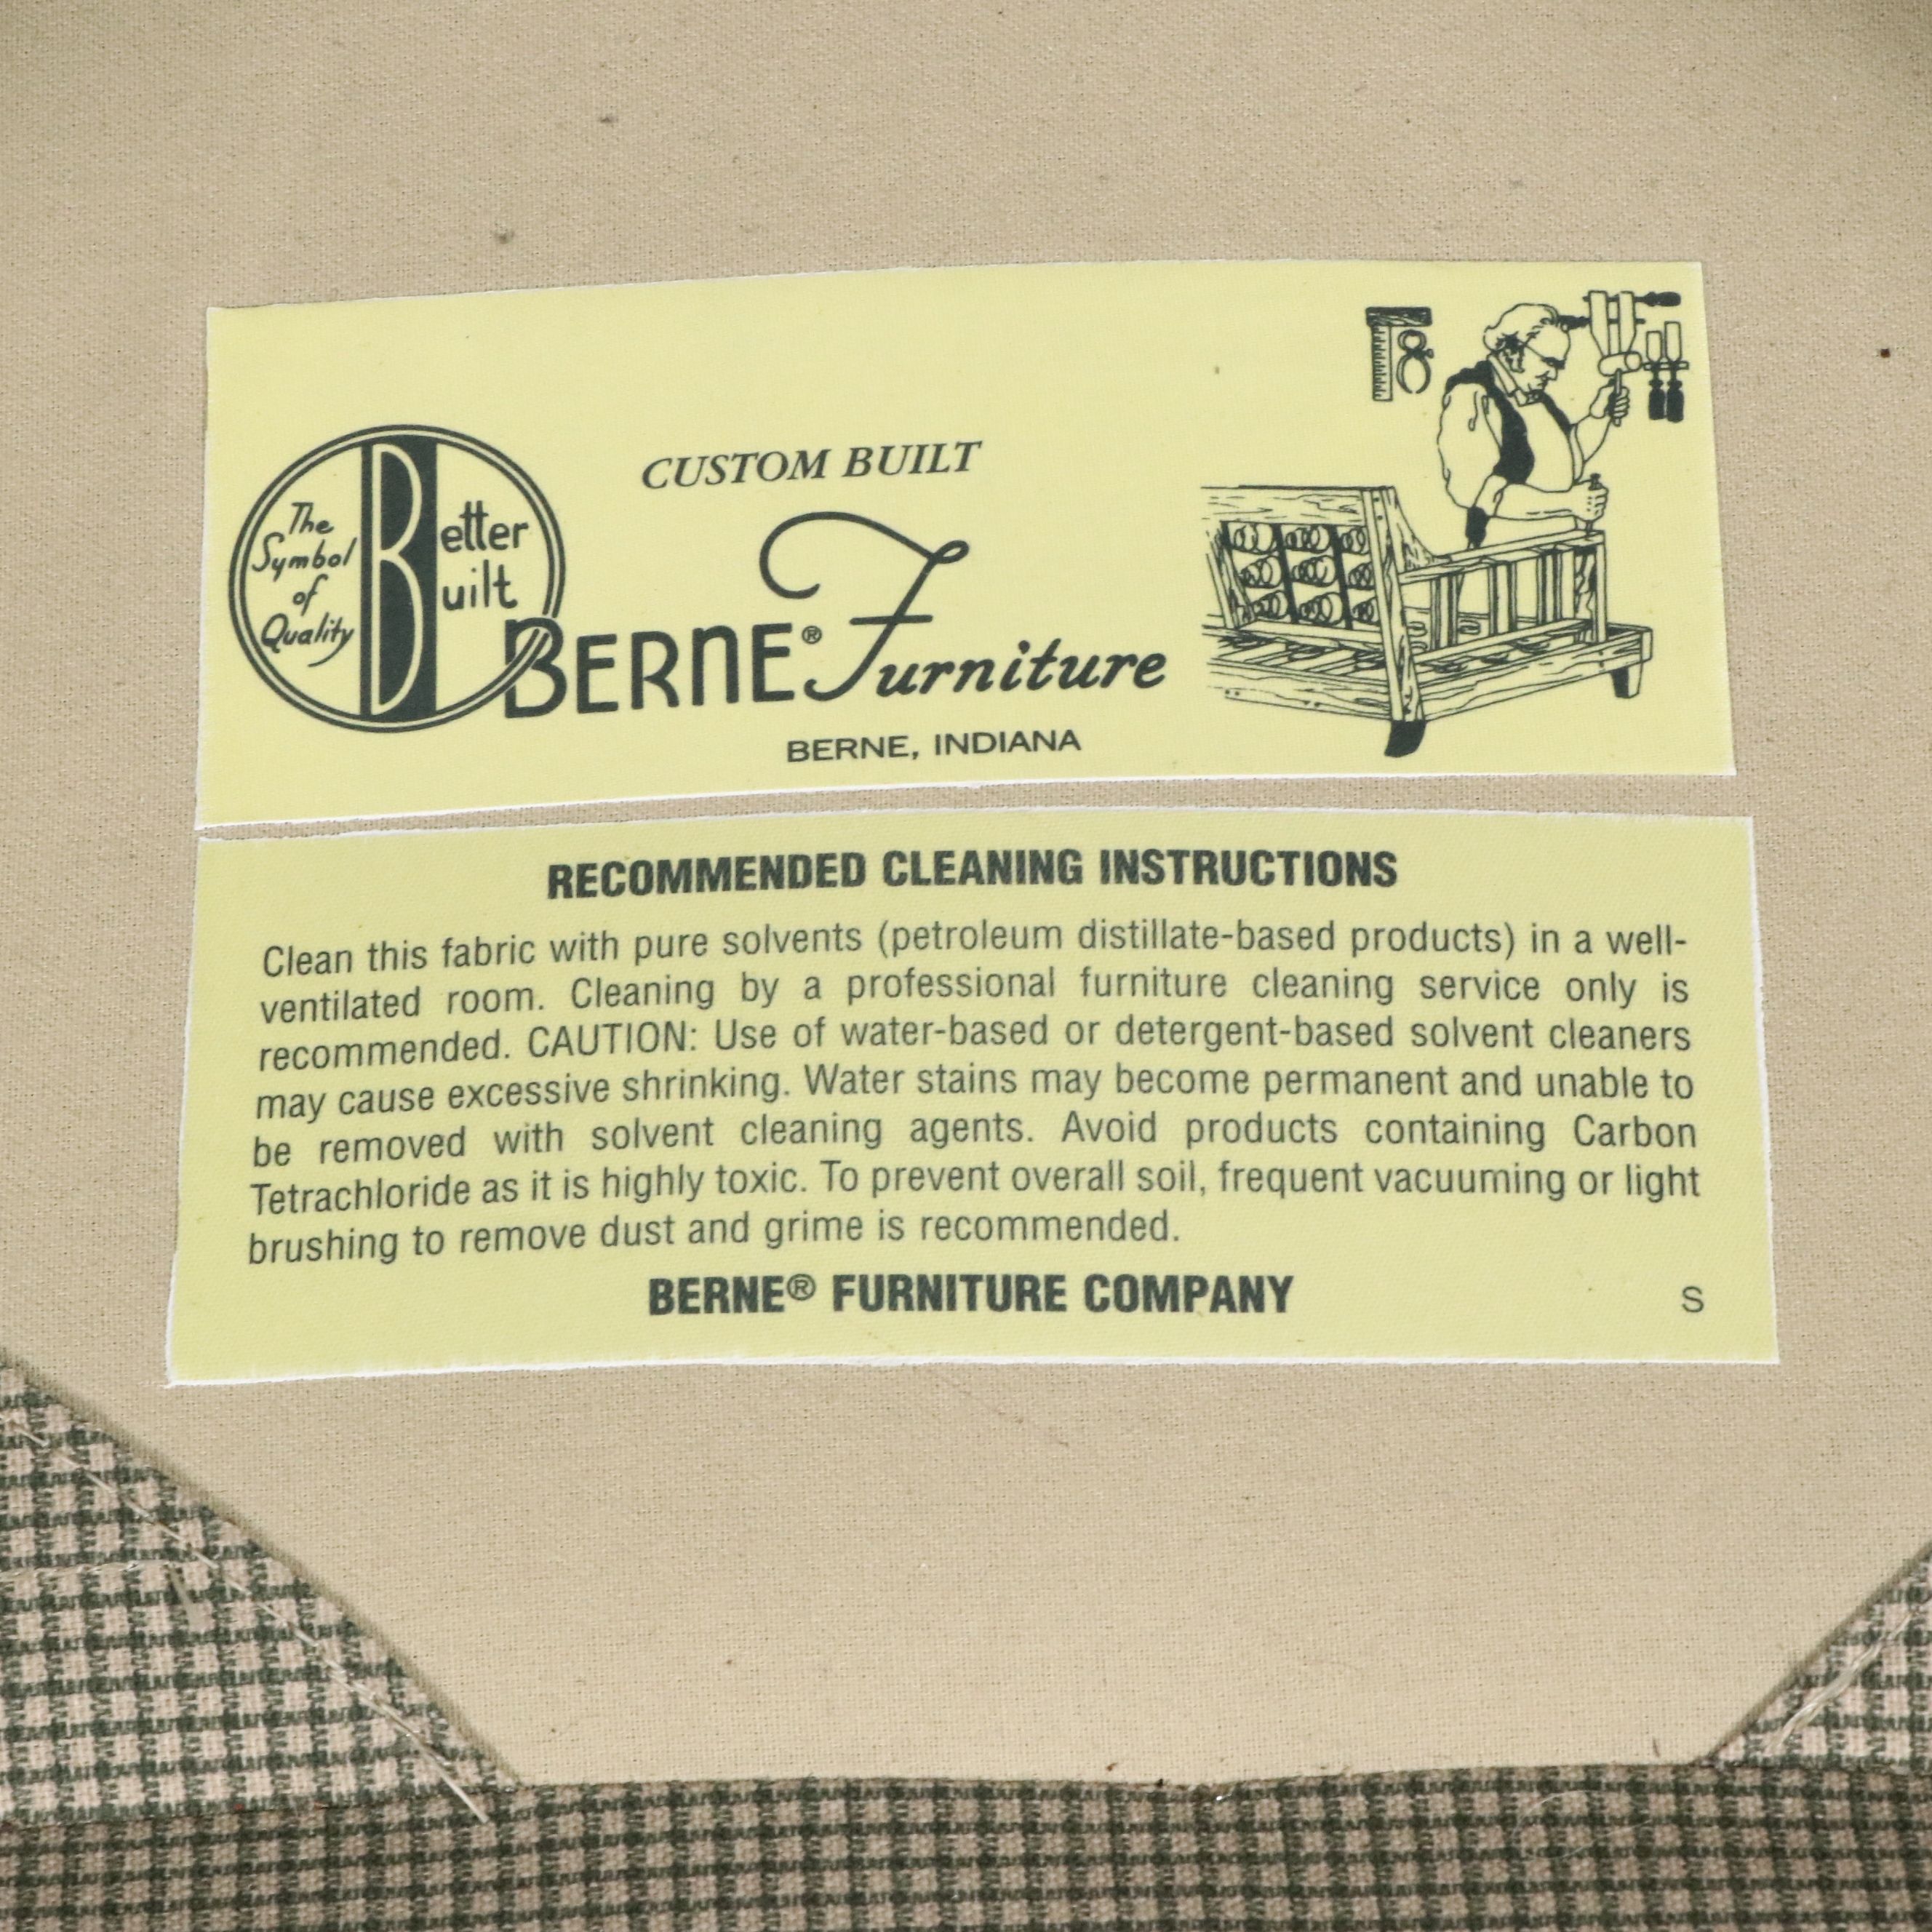 The
Symbol
of
Quality
Better
Built
CUSTOM BUILT
BERNE® Furniture
BERNE, INDIANA
RECOMMENDED CLEANING INSTRUCTIONS
Clean this fabric with pure solvents (petroleum distillate-based products) in a well-
ventilated room. Cleaning by a professional furniture cleaning service only is
recommended. CAUTION: Use of water-based or detergent-based solvent cleaners
may cause excessive shrinking. Water stains may become permanent and unable to
be removed with solvent cleaning agents. Avoid products containing Carbon
Tetrachloride as it is highly toxic. To prevent overall soil, frequent vacuuming or light
brushing to remove dust and grime is recommended.
BERNE® FURNITURE COMPANY
S